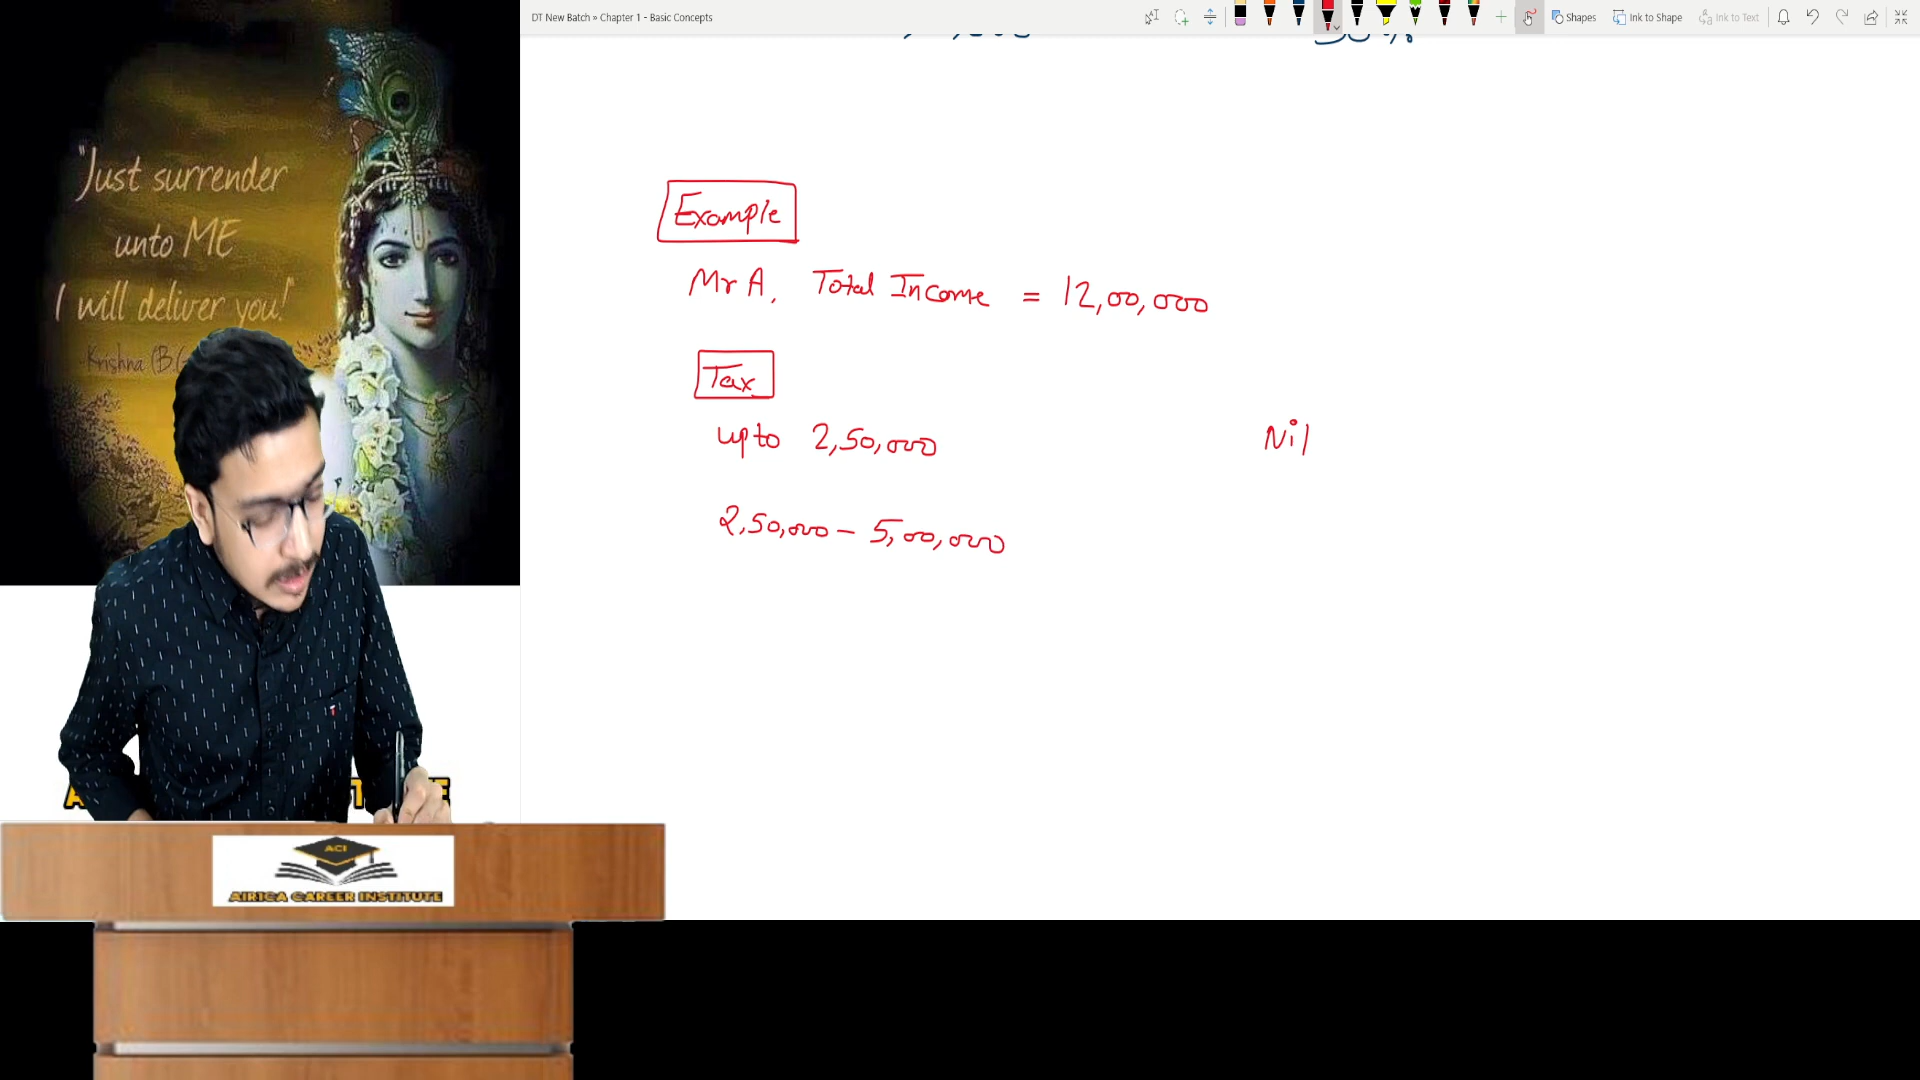 DT New Batch » Chapter 1 - Basic Concepts
Shapes
Ink to Shape
Ink to Text
"Just surrender
unto ME
I will deliver you!"
Krishna (B.G
Example
Mr A, Total Income = 12,00,000
Tax
upto 2,50,000 Nil
2,50,000 - 5,00,000
ACI
AIRICA CAREER INSTITUTE